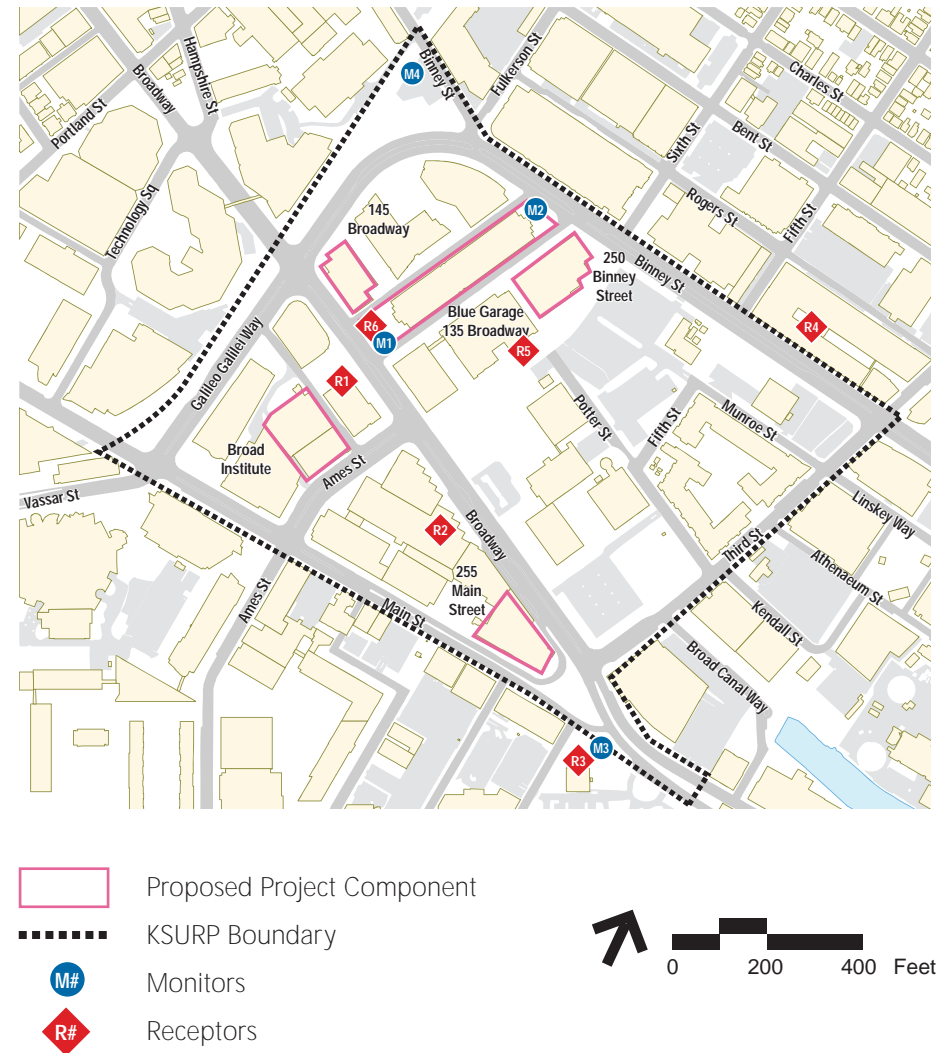 Hampshire St
Broadway
Portland St
M4
Binney St
Fulkerson St
Charles St
Bent St
Sixth St
Technology Sq
145
Broadway
M2
Rogers St
Fifth St
250
Binney
Street
Binney St
Blue Garage
135 Broadway
R6
M1
R5
R4
Galileo Galilei Way
R1
Potter St
Fifth St
Munroe St
Broad
Institute
Ames St
Vassar St
R2
Broadway
Third St
Linskey Way
Athenaeum St
255
Main
Street
Ames St
Main St
Kendall St
Broad Canal Way
R3
M3
Proposed Project Component
KSURP Boundary
M#
Monitors
R#
Receptors
0 200 400 Feet